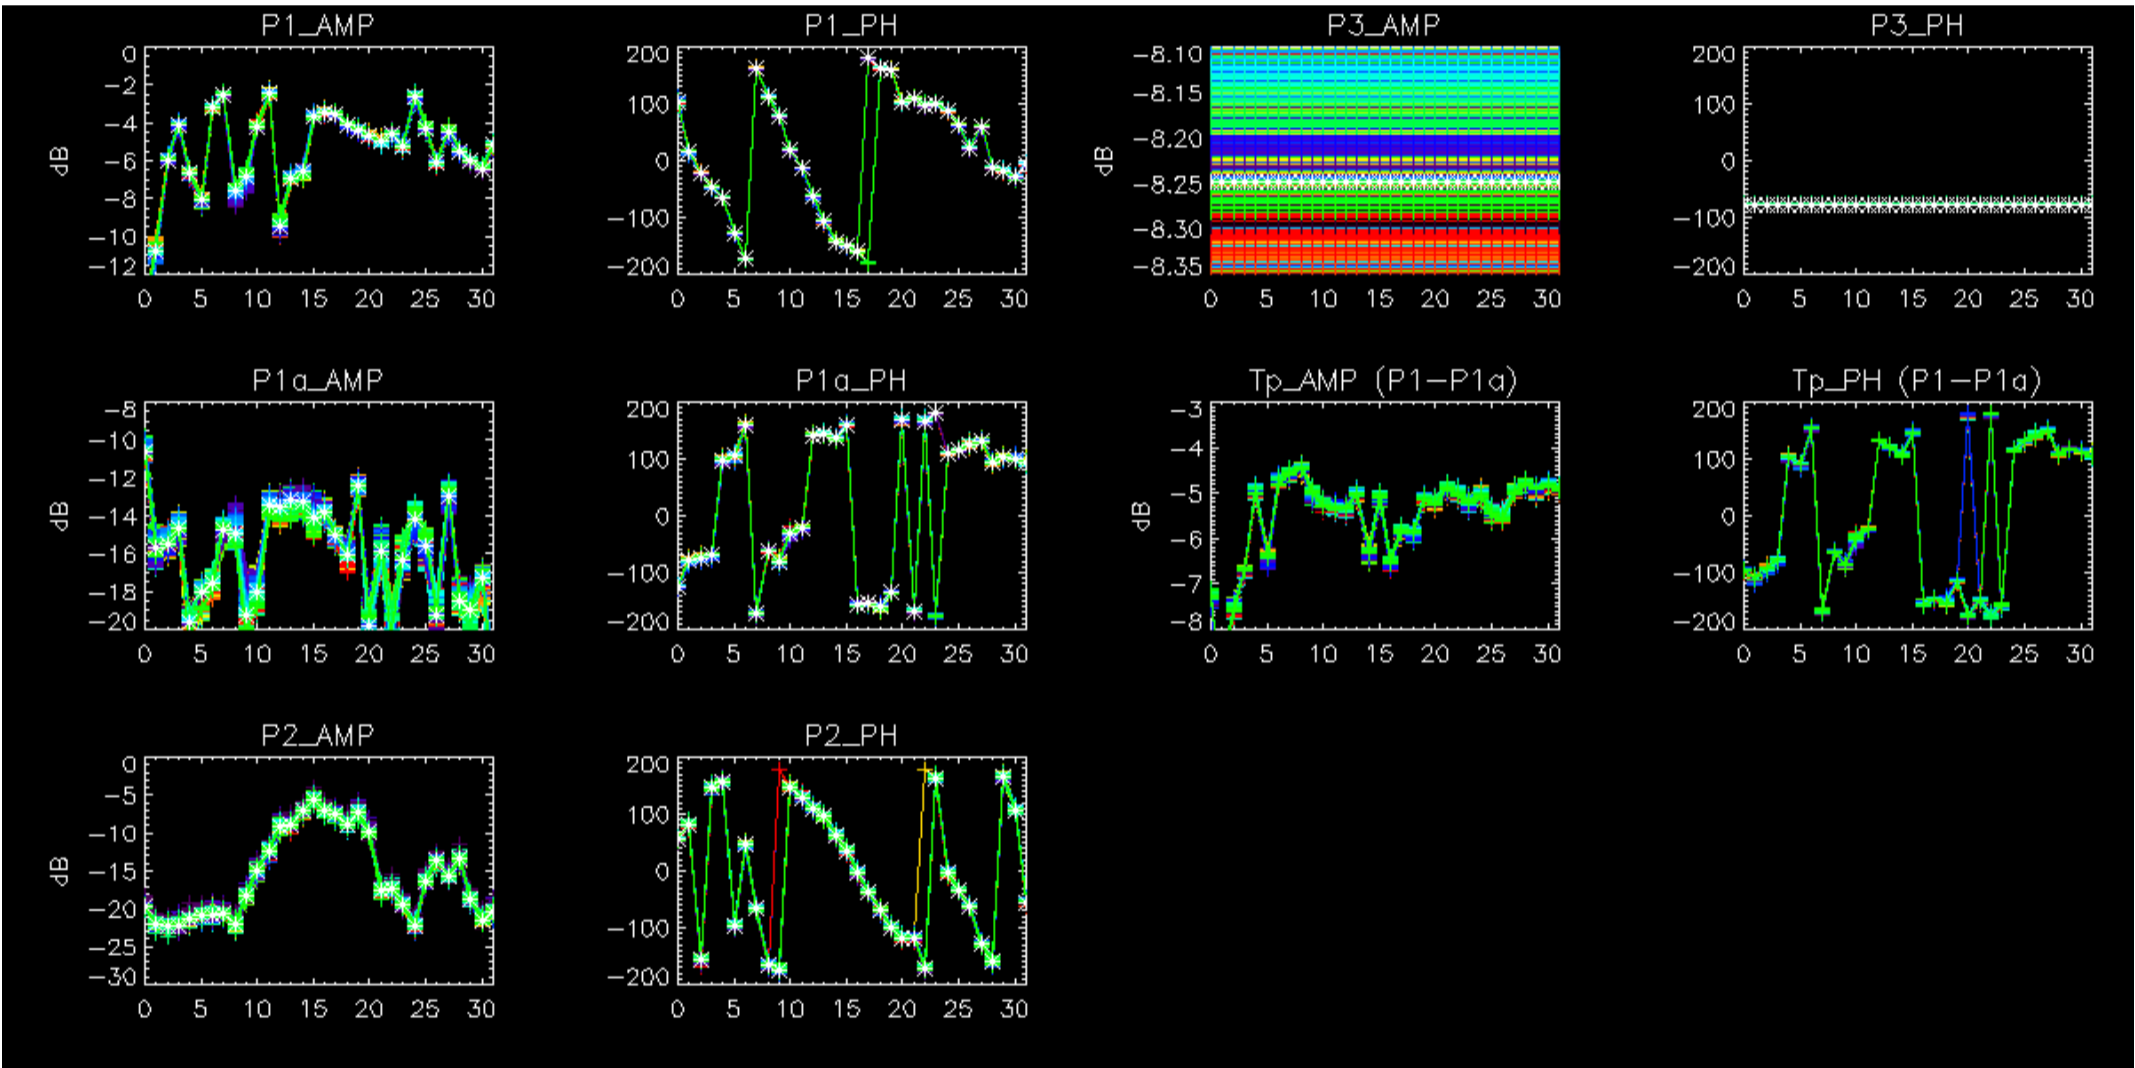 P1_AMP
P1_PH
P3_AMP
P3_PH
0
−2
−4
−6
−8
−10
−12
dB
0 5 10 15 20 25 30
200
100
0
−100
−200
0 5 10 15 20 25 30
−8.10
−8.15
−8.20
−8.25
−8.30
−8.35
dB
0 5 10 15 20 25 30
200
100
0
−100
−200
0 5 10 15 20 25 30
P1a_AMP
P1a_PH
Tp_AMP (P1−P1a)
Tp_PH (P1−P1a)
−8
−10
−12
−14
−16
−18
−20
dB
0 5 10 15 20 25 30
200
100
0
−100
−200
0 5 10 15 20 25 30
−3
−4
−5
−6
−7
−8
dB
0 5 10 15 20 25 30
200
100
0
−100
−200
0 5 10 15 20 25 30
P2_AMP
P2_PH
0
−5
−10
−15
−20
−25
−30
dB
0 5 10 15 20 25 30
200
100
0
−100
−200
0 5 10 15 20 25 30